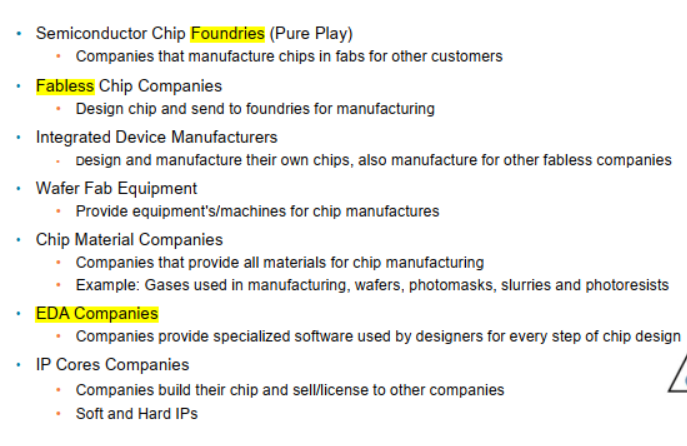 Semiconductor Chip Foundries (Pure Play)
Companies that manufacture chips in fabs for other customers
Fabless Chip Companies
Design chip and send to foundries for manufacturing
Integrated Device Manufacturers
Design and manufacture their own chips, also manufacture for other fabless companies
Wafer Fab Equipment
Provide equipment's/machines for chip manufactures
Chip Material Companies
Companies that provide all materials for chip manufacturing
Example: Gases used in manufacturing, wafers, photomasks, slurries and photoresists
EDA Companies
Companies provide specialized software used by designers for every step of chip design
IP Cores Companies
Companies build their chip and sell/license to other companies
Soft and Hard IPs